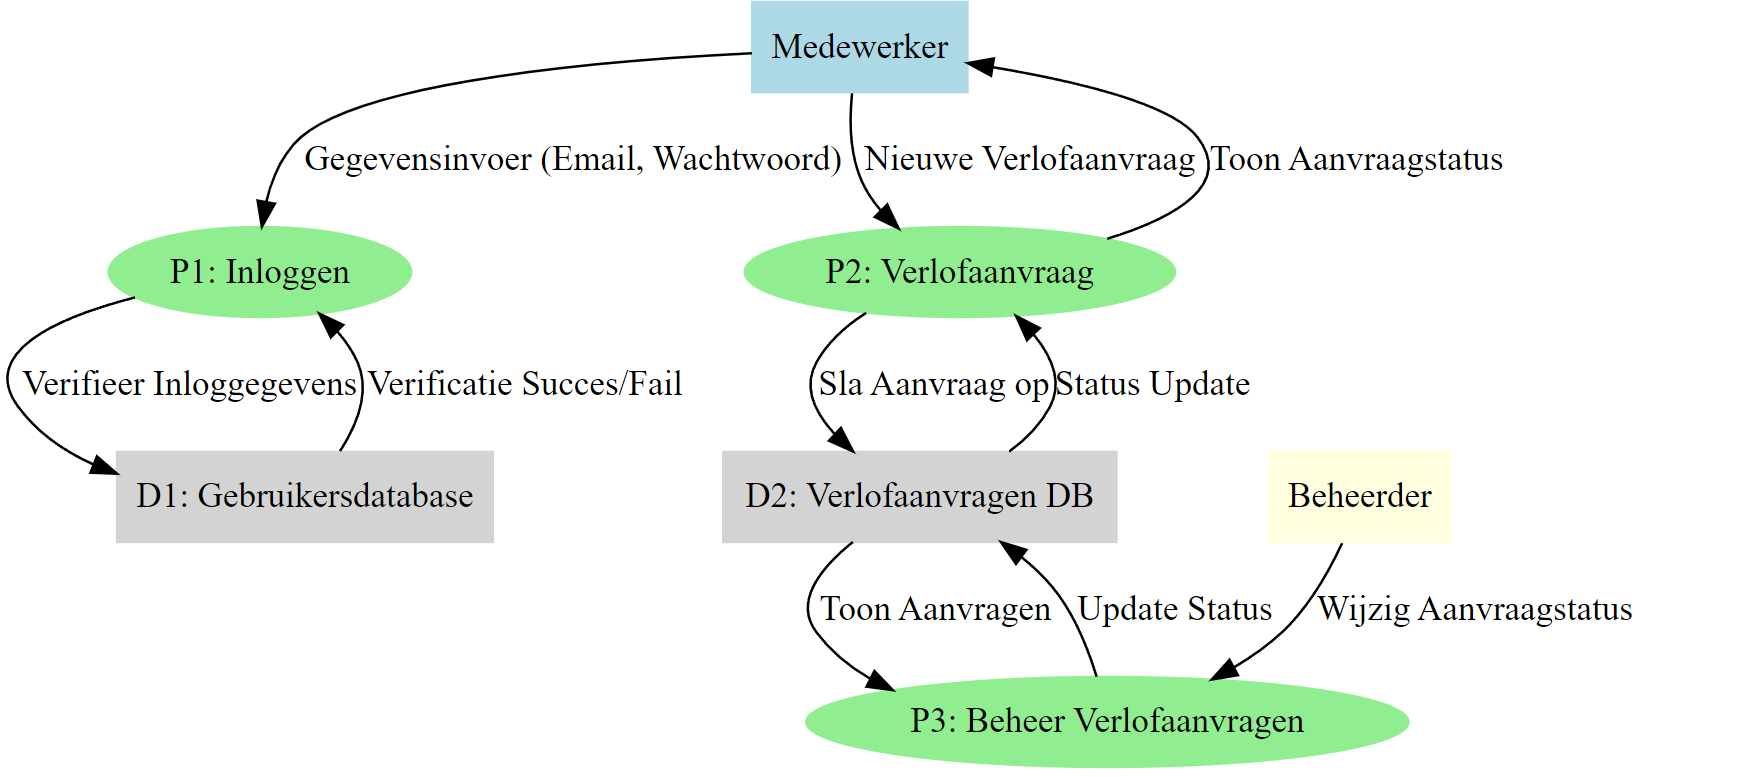 Medewerker
Gegevensinvoer (Email, Wachtwoord)
Nieuwe Verlofaanvraag
Toon Aanvraagstatus
P1: Inloggen
P2: Verlofaanvraag
Verifieer Inloggegevens
Verificatie Succes/Fail
Sla Aanvraag op
Status Update
D1: Gebruikersdatabase
D2: Verlofaanvragen DB
Beheerder
Toon Aanvragen
Update Status
Wijzig Aanvraagstatus
P3: Beheer Verlofaanvragen